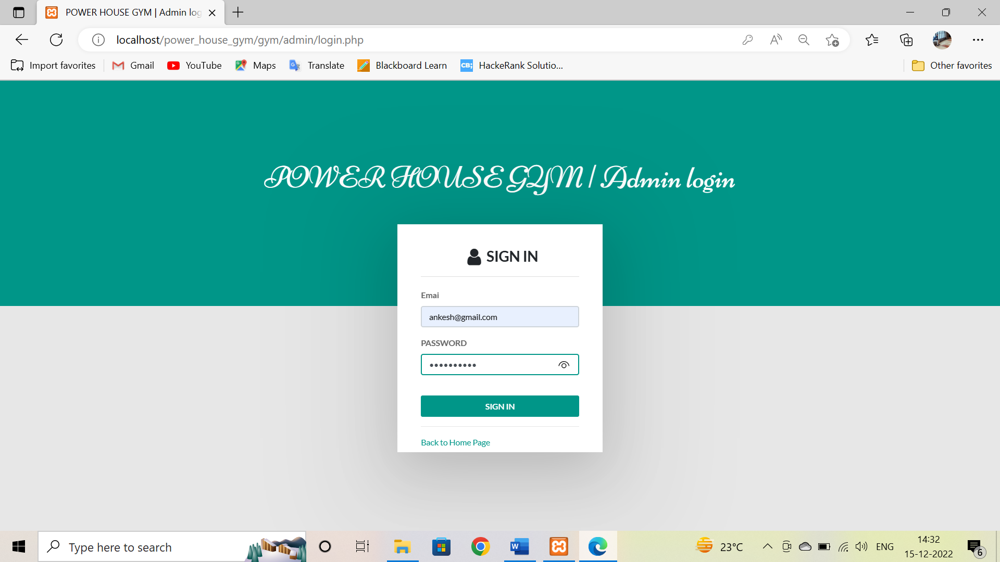 POWER HOUSE GYM | Admin log
localhost/power_house_gym/gym/admin/login.php
Import favorites Gmail YouTube Maps Translate Blackboard Learn CB; HackeRank Solutio... Other favorites
POWER HOUSE GYM | Admin login
SIGN IN
Emai
ankesh@gmail.com
PASSWORD
SIGN IN
Back to Home Page
Type here to search
23°C
ENG
14:32
15-12-2022
6